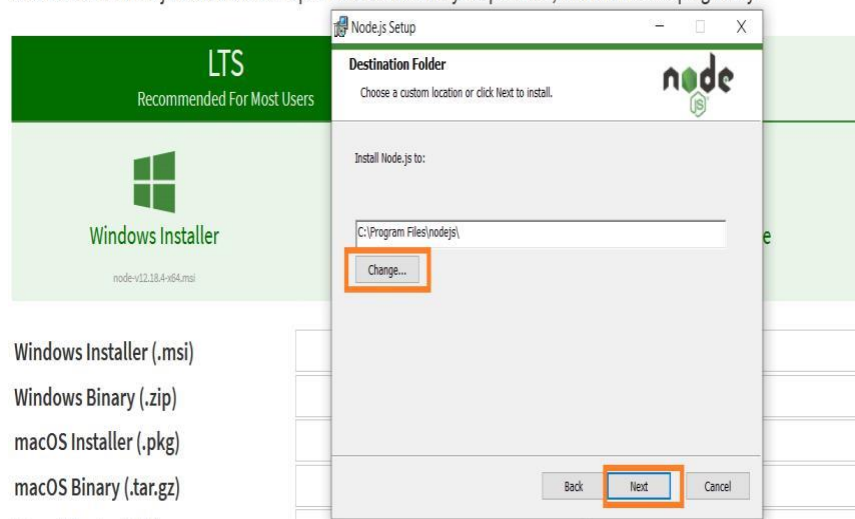 Node.js Setup
LTS
Recommended For Most Users
Destination Folder
Choose a custom location or click Next to install.
node
JS
Windows Installer
node-v12.18.4-x64.msi
Install Node.js to:
C:\Program Files\nodejs\
Change...
Windows Installer (.msi)
Windows Binary (.zip)
macOS Installer (.pkg)
macOS Binary (.tar.gz)
Back
Next
Cancel